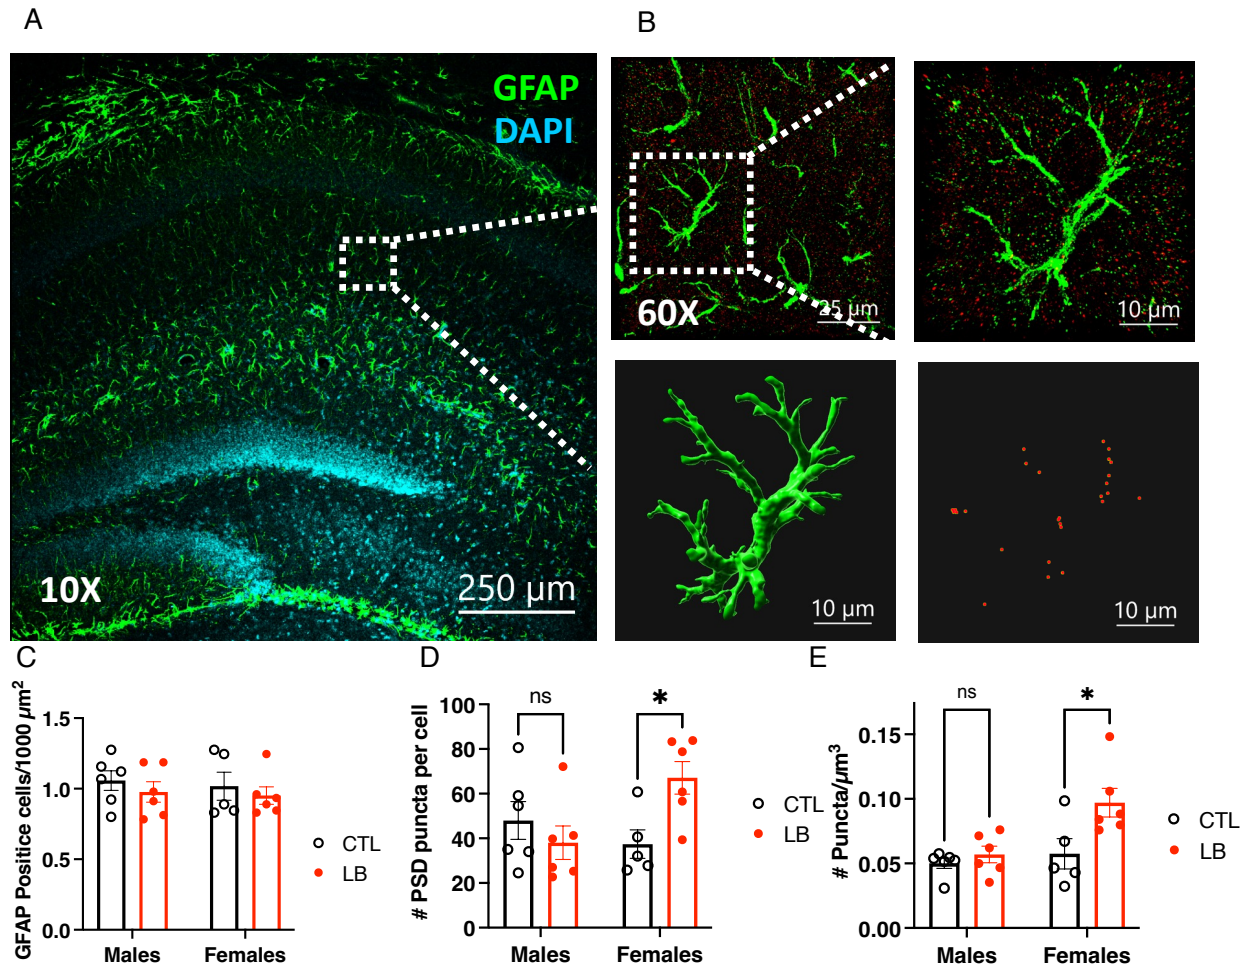 A
B
GFAP
DAPI
10X
250 µm
60X
25 µm
10 µm
10 µm
10 µm
C
D
E
GFAP Positice cells/1000 µm²
1.5
1.0
0.5
0.0
Males
Females
CTL
LB
# PSD puncta per cell
100
80
60
40
20
0
ns
*
Males
Females
CTL
LB
# Puncta/µm³
0.15
0.10
0.05
0.00
ns
*
Males
Females
CTL
LB